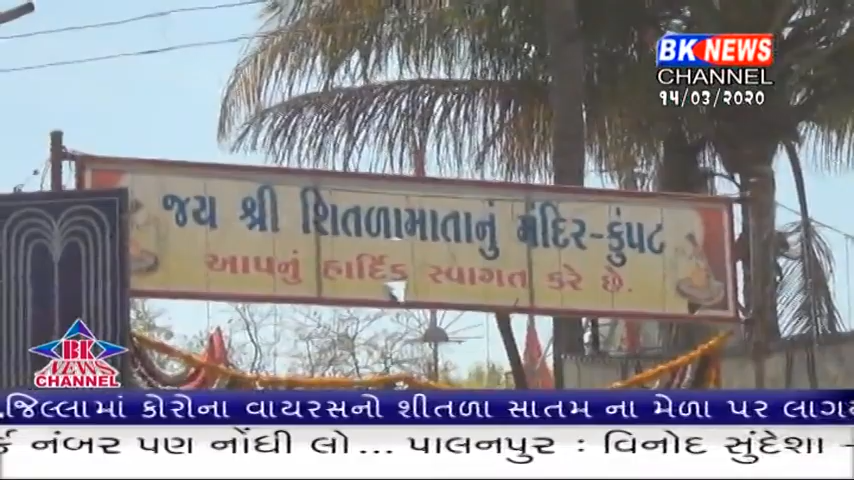 BK NEWS
CHANNEL
૧૪/૦૩/૨૦૨૦
જય શ્રી શિતળામાતાનું મંદિર-કુંપટ
આપનું હાર્દિક સ્વાગત કરે છે.
BK
NEWS
CHANNEL
.જિલ્લામાં કોરોના વાયરસનો શીતળા સાતમ ના મેળા પર લાગ
ર્ક નંબર પણ નોંધી લો... પાલનપુર : વિનોદ સુંદેશા -